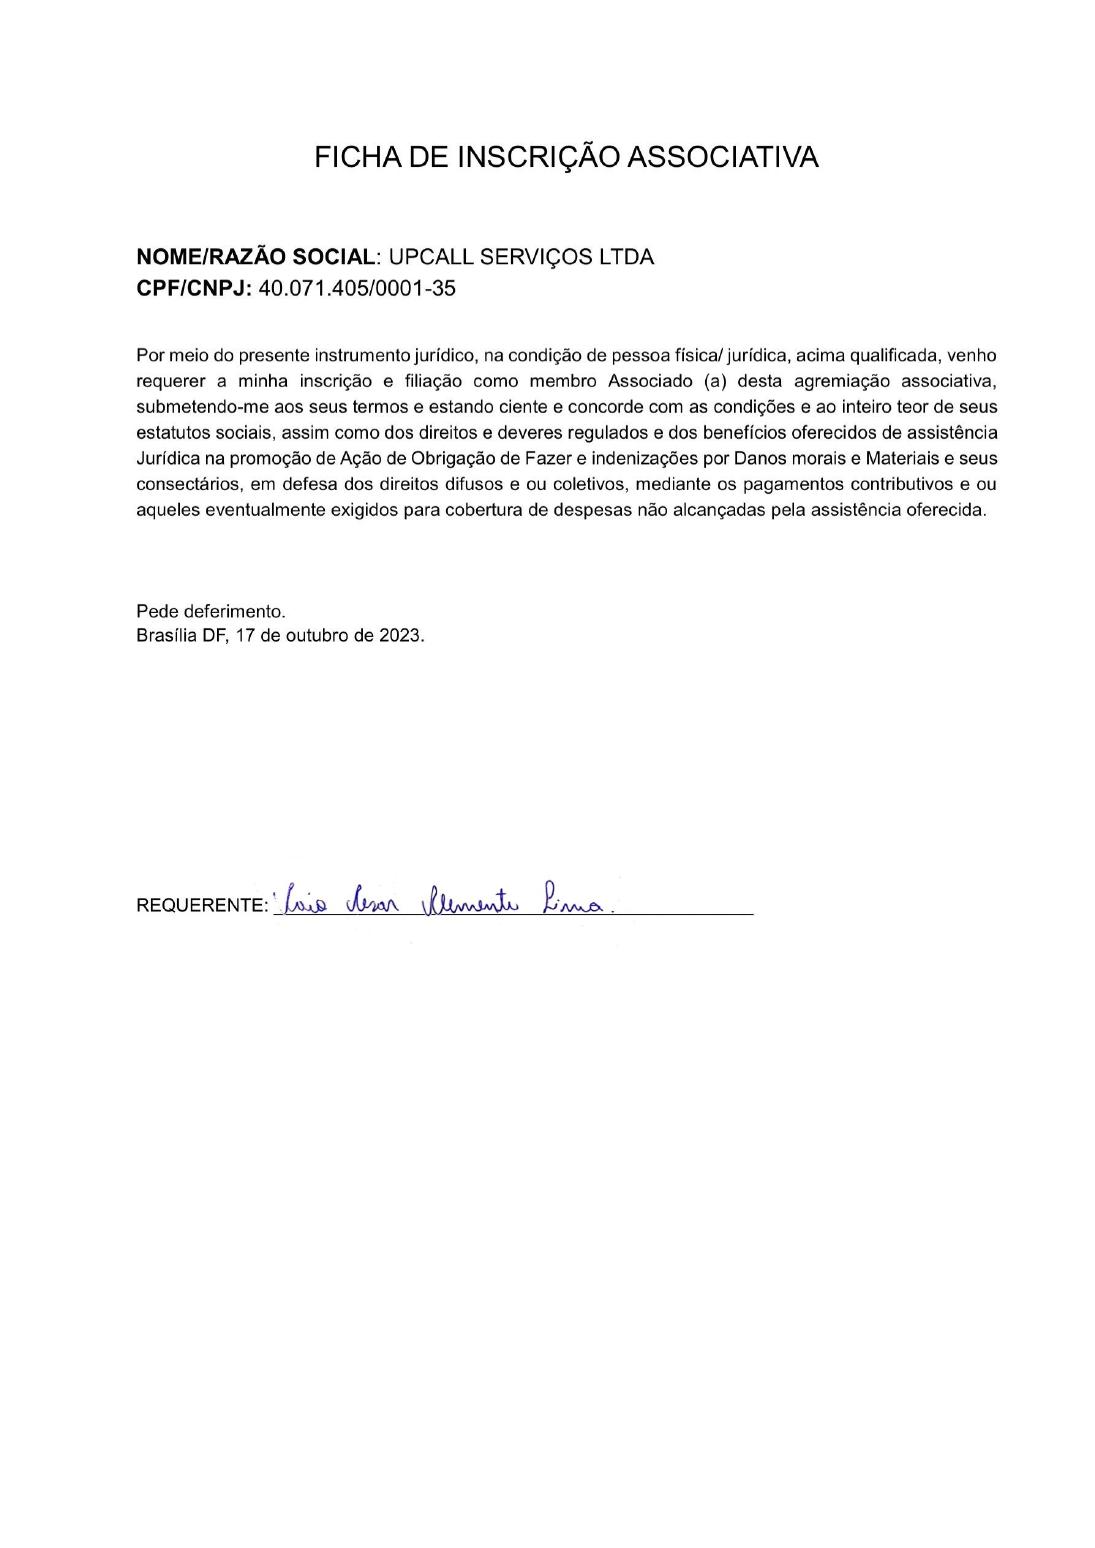 FICHA DE INSCRIÇÃO ASSOCIATIVA
NOME/RAZÃO SOCIAL: UPCALL SERVIÇOS LTDA
CPF/CNPJ: 40.071.405/0001-35
Por meio do presente instrumento jurídico, na condição de pessoa física/ jurídica, acima qualificada, venho
requerer a minha inscrição e filiação como membro Associado (a) desta agremiação associativa,
submetendo-me aos seus termos e estando ciente e concorde com as condições e ao inteiro teor de seus
estatutos sociais, assim como dos direitos e deveres regulados e dos benefícios oferecidos de assistência
Jurídica na promoção de Ação de Obrigação de Fazer e indenizações por Danos morais e Materiais e seus
consectários, em defesa dos direitos difusos e ou coletivos, mediante os pagamentos contributivos e ou
aqueles eventualmente exigidos para cobertura de despesas não alcançadas pela assistência oferecida.
Pede deferimento.
Brasília DF, 17 de outubro de 2023.
REQUERENTE: Caio Cesar Clemente Lima.